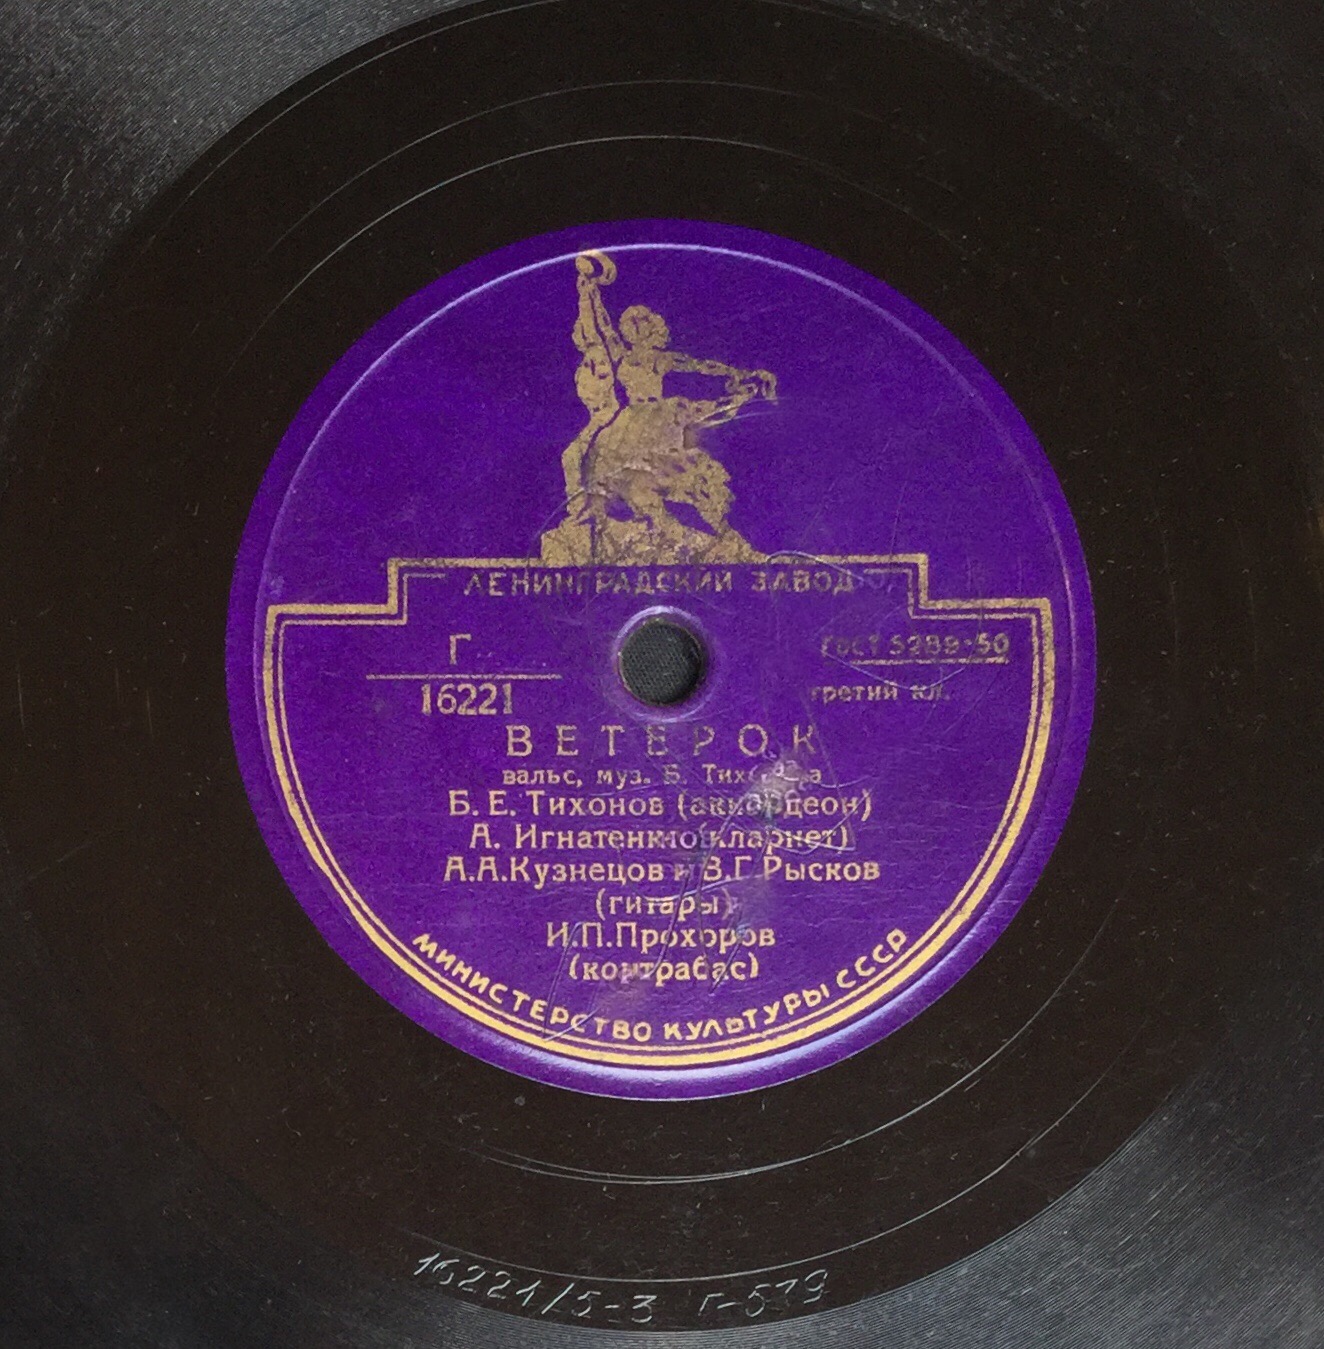 ЛЕНИНГРАДСКИЙ ЗАВОД
Г
16221
ГОСТ 5289-50
третий кл.
ВЕТЕРОК
вальс, муз. Б. Тихонова
Б. Е. Тихонов (аккордеон)
А. Игнатенко (кларнет)
А.А.Кузнецов и В.Г.Рысков
(гитары)
И.П.Прохоров
(контрабас)
МИНИСТЕРСТВО КУЛЬТУРЫ СССР
16221/5-3 Г-579